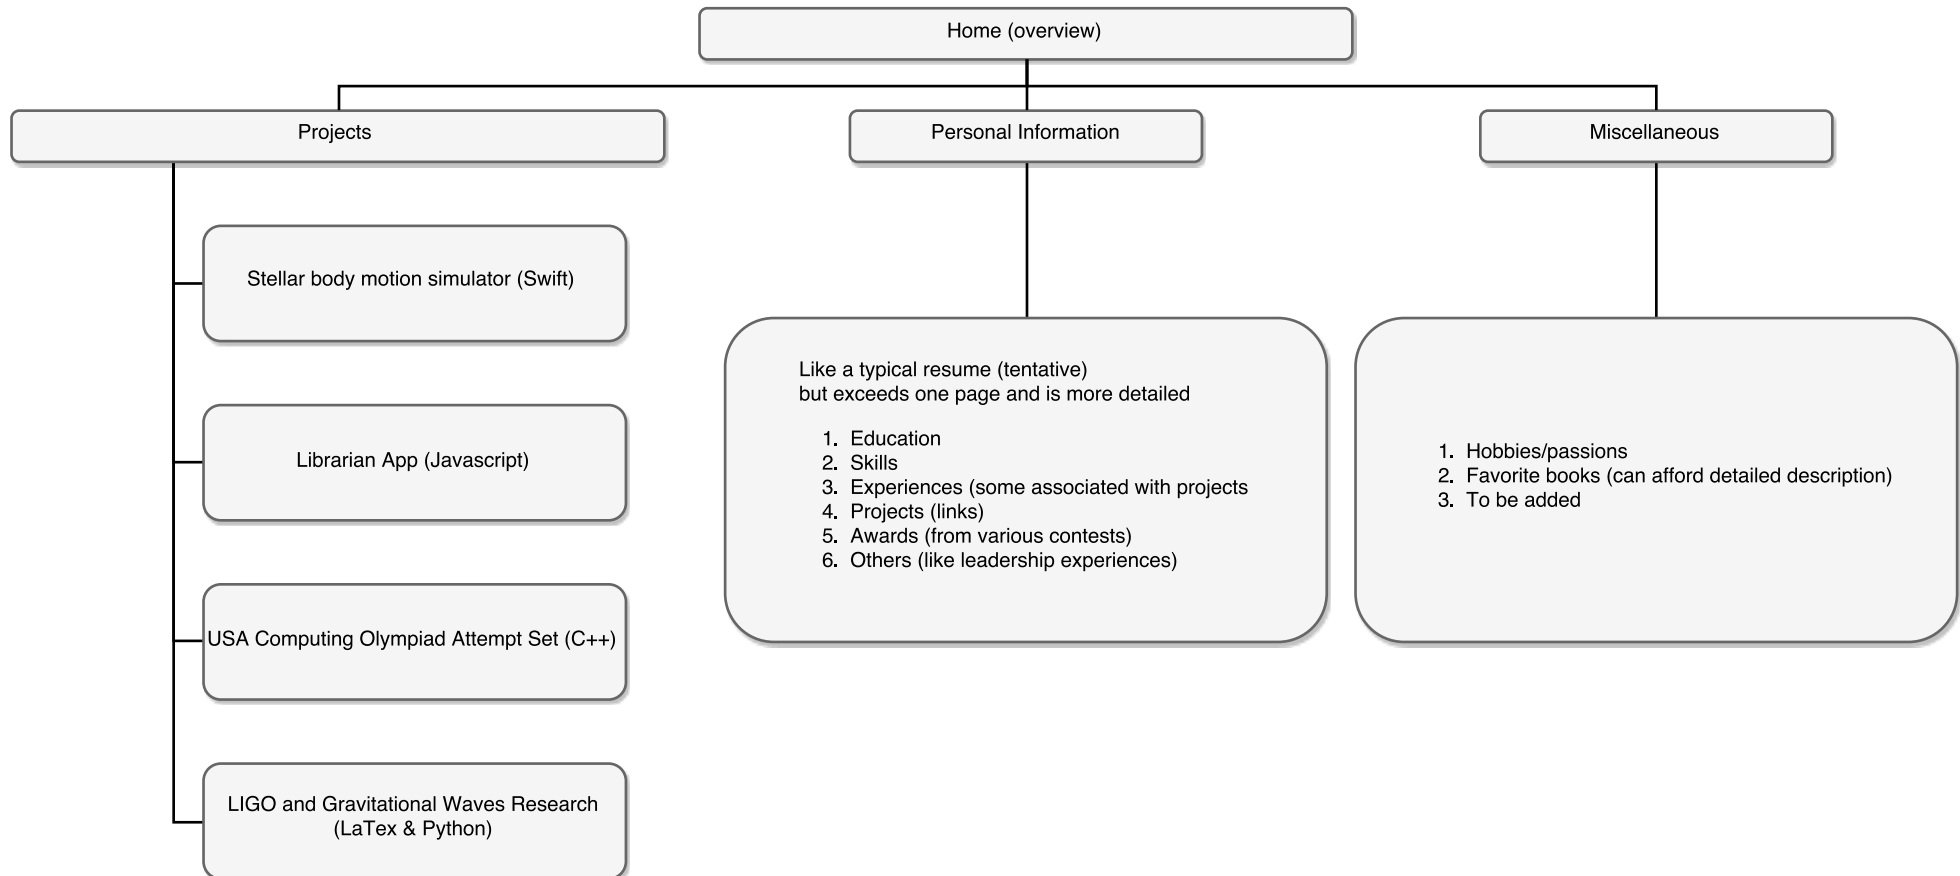 Home (overview)
Projects
Personal Information
Miscellaneous
Stellar body motion simulator (Swift)
Librarian App (Javascript)
USA Computing Olympiad Attempt Set (C++)
LIGO and Gravitational Waves Research
(LaTex & Python)
Like a typical resume (tentative)
but exceeds one page and is more detailed
1. Education
2. Skills
3. Experiences (some associated with projects
4. Projects (links)
5. Awards (from various contests)
6. Others (like leadership experiences)
1. Hobbies/passions
2. Favorite books (can afford detailed description)
3. To be added